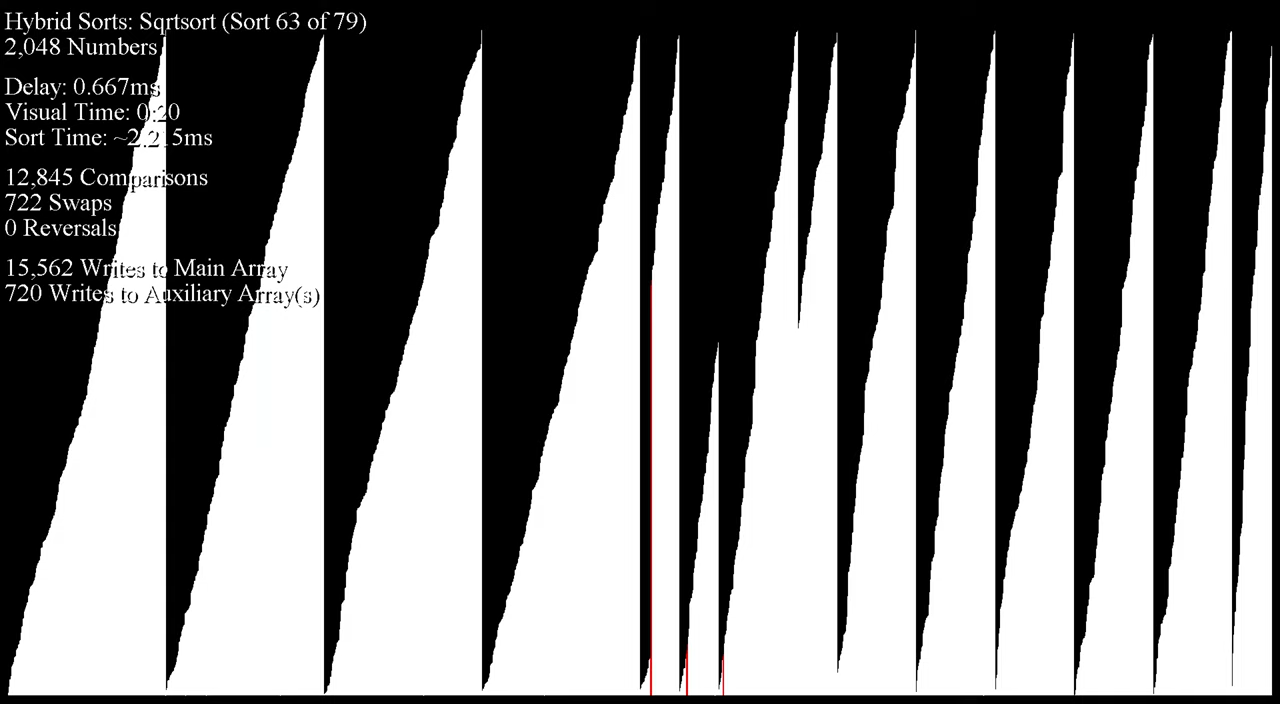 Hybrid Sorts: Sqrtsort (Sort 63 of 79)
2,048 Numbers
Delay: 0.667ms
Visual Time: 0:20
Sort Time: ~2.215ms
12,845 Comparisons
722 Swaps
0 Reversals
15,562 Writes to Main Array
720 Writes to Auxiliary Array(s)